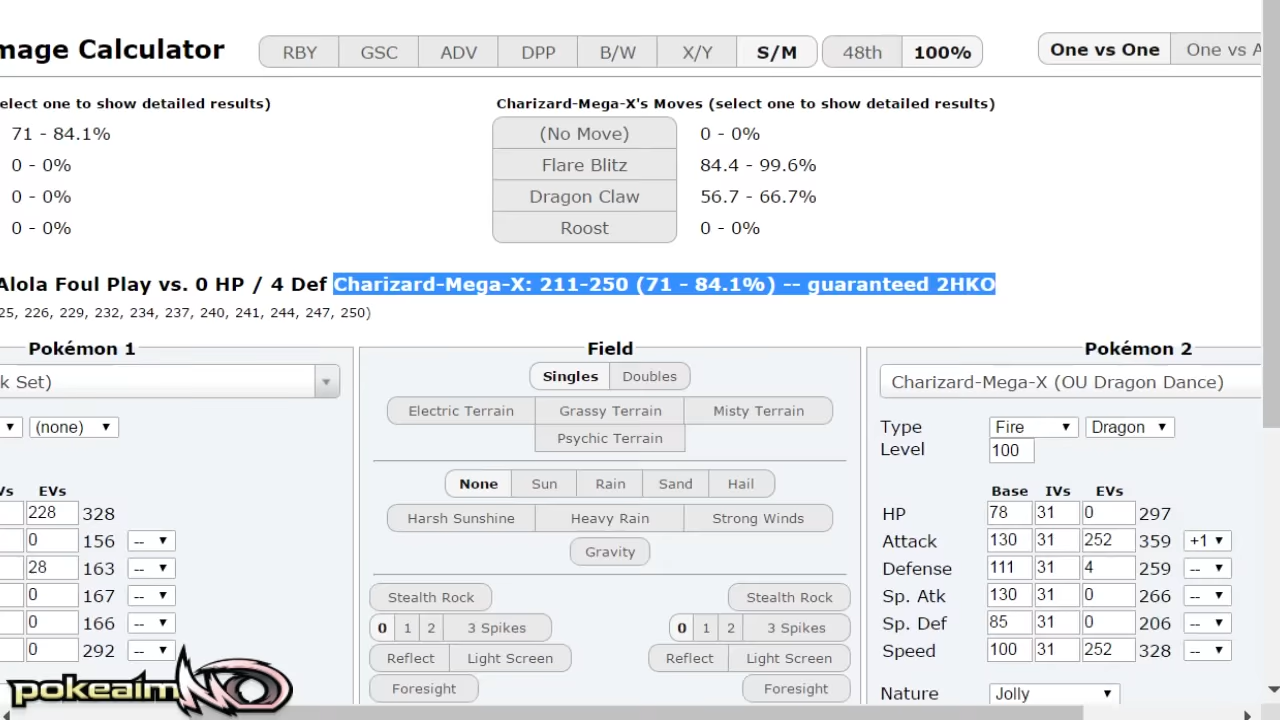 mage Calculator RBY GSC ADV DPP B/W X/Y S/M 48th 100% One vs One One vs A
elect one to show detailed results) Charizard-Mega-X's Moves (select one to show detailed results)
71 - 84.1% (No Move) 0 - 0%
0 - 0% Flare Blitz 84.4 - 99.6%
0 - 0% Dragon Claw 56.7 - 66.7%
0 - 0% Roost 0 - 0%
Alola Foul Play vs. 0 HP / 4 Def Charizard-Mega-X: 211-250 (71 - 84.1%) -- guaranteed 2HKO
25, 226, 229, 232, 234, 237, 240, 241, 244, 247, 250)
Pokémon 1 Field Pokémon 2
k Set) Singles Doubles Charizard-Mega-X (OU Dragon Dance)
Electric Terrain Grassy Terrain Misty Terrain
(none) Type Fire Dragon
Psychic Terrain
Level 100
None Sun Rain Sand Hail
Vs EVs Base IVs EVs
228 328 HP 78 31 0 297
Harsh Sunshine Heavy Rain Strong Winds
0 156 -- Attack 130 31 252 359 +1
Gravity
28 163 -- Defense 111 31 4 259 --
0 167 -- Stealth Rock Stealth Rock Sp. Atk 130 31 0 266 --
0 166 -- 0 1 2 3 Spikes 0 1 2 3 Spikes Sp. Def 85 31 0 206 --
0 292 -- Reflect Light Screen Reflect Light Screen Speed 100 31 252 328 --
pokeaimMD Foresight Foresight Nature Jolly